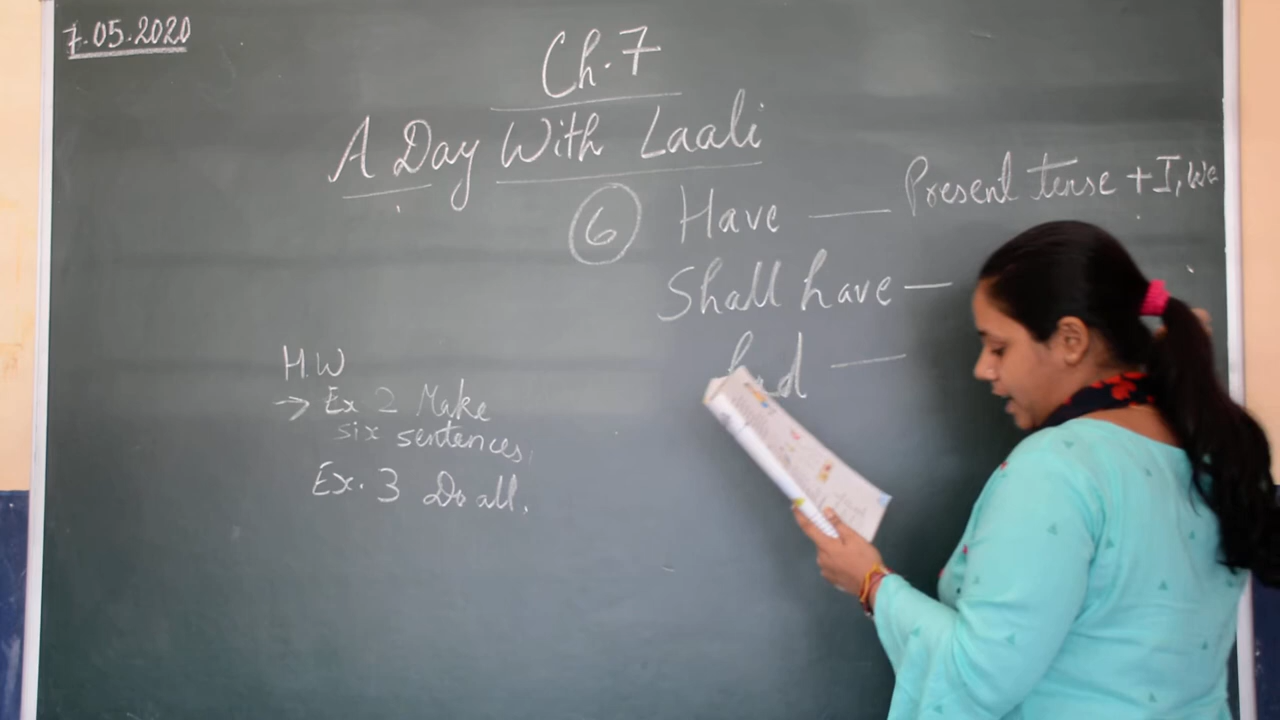 7.05.2020
Ch.7
A Day With Laali
6 Have — Present tense + I, We
Shall have —
had —
H.W
→ Ex 2 Make
six sentences,
Ex. 3 Do all.